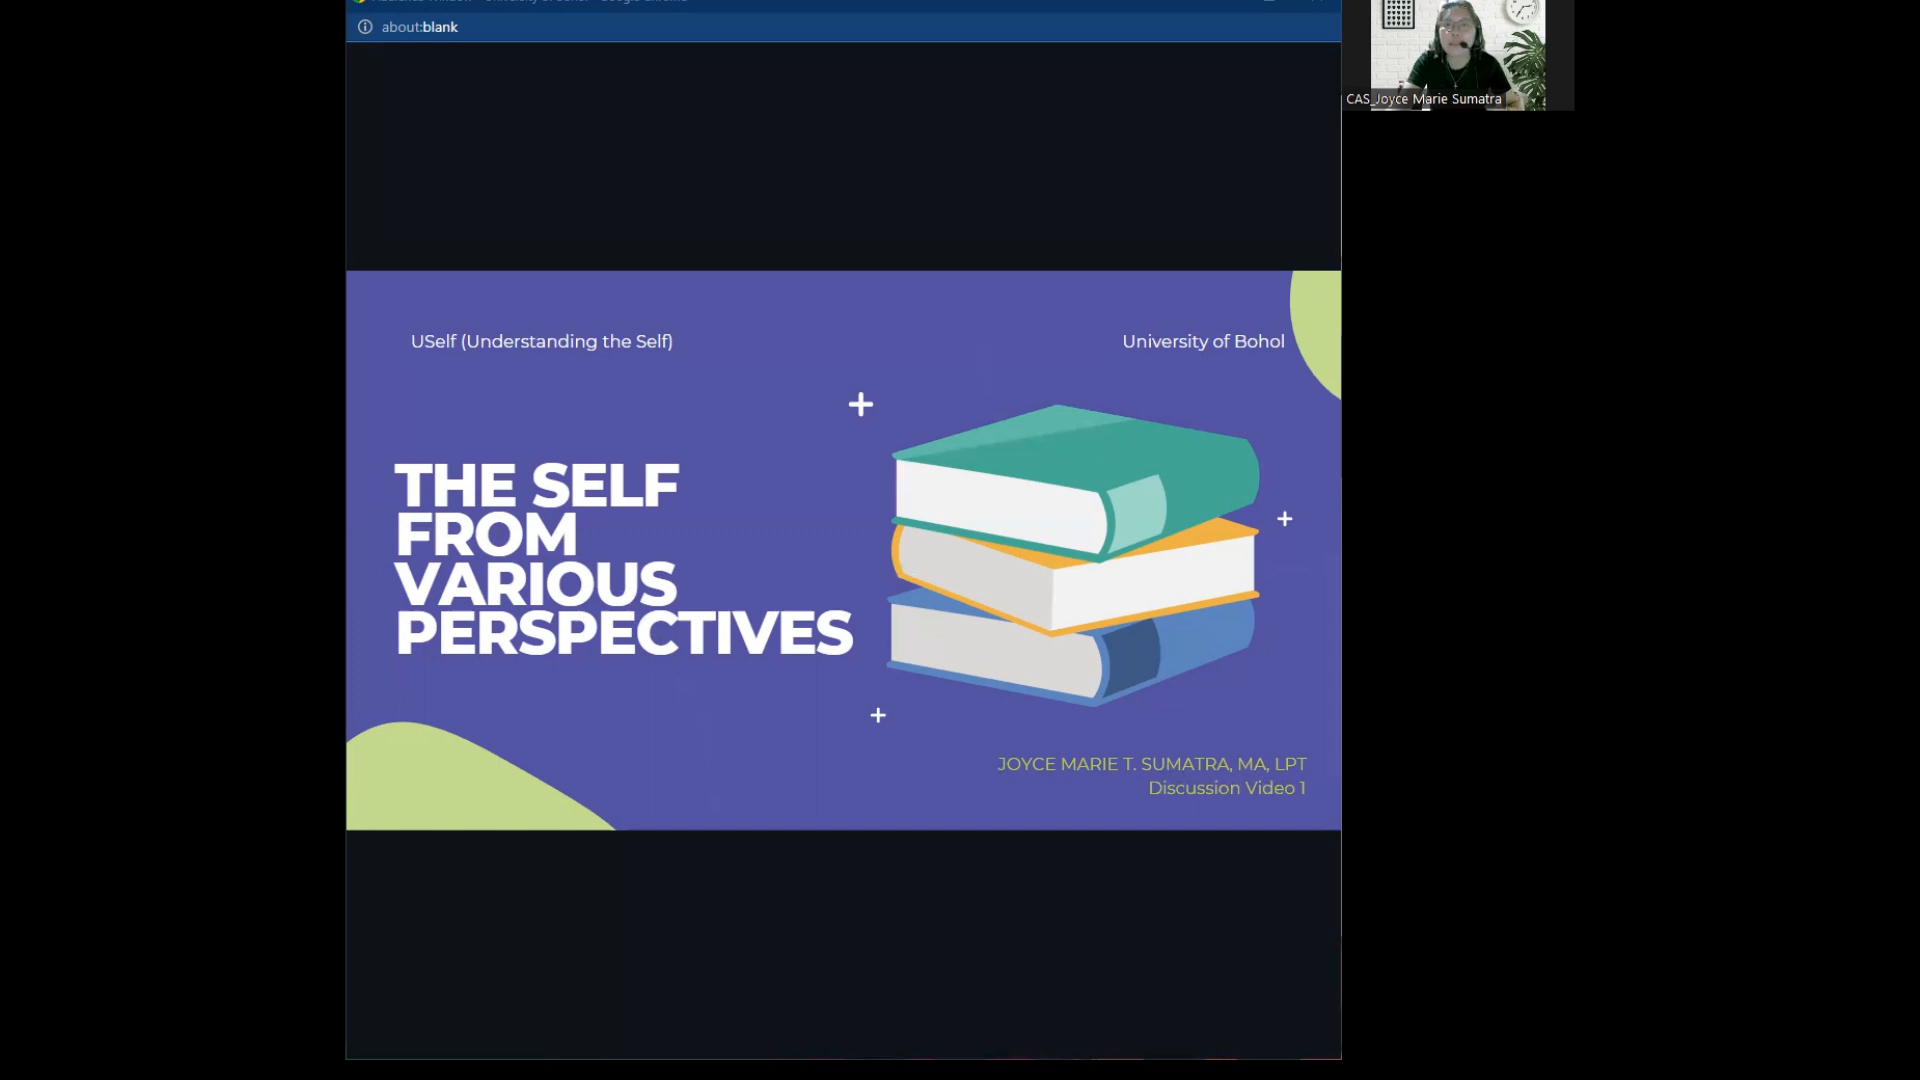 about:blank
CAS_Joyce Marie Sumatra
USelf (Understanding the Self)
University of Bohol
THE SELF
FROM
VARIOUS
PERSPECTIVES
JOYCE MARIE T. SUMATRA, MA, LPT
Discussion Video 1